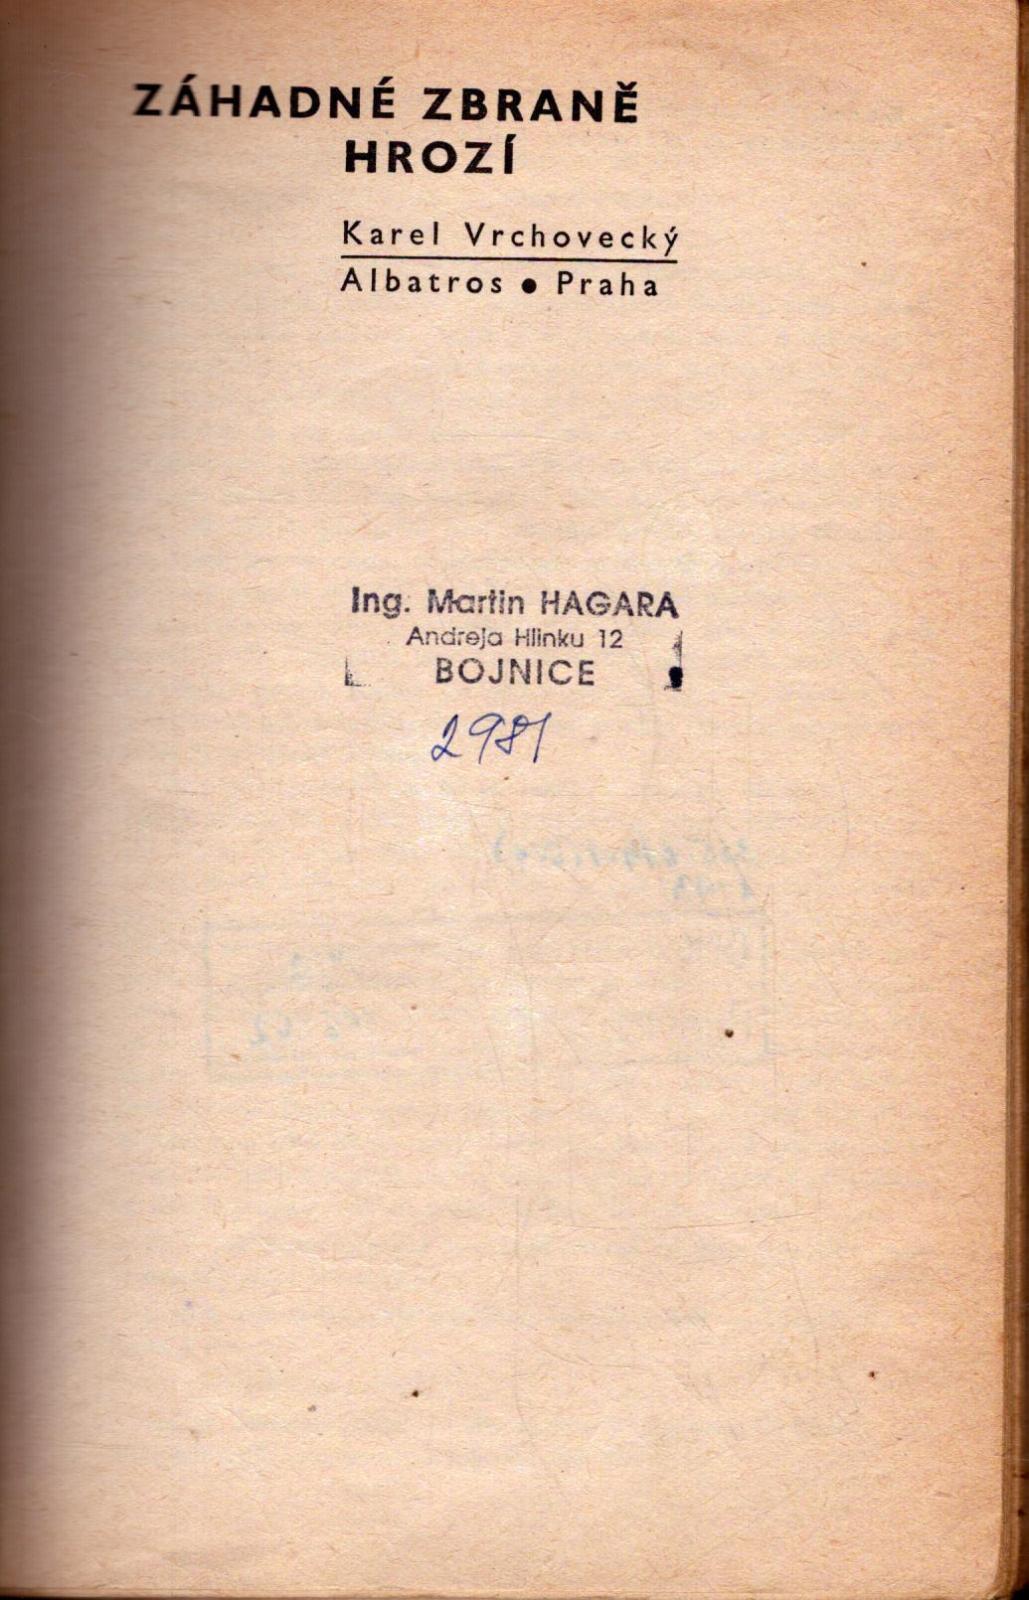 ZÁHADNÉ ZBRANĚ
HROZÍ
Karel Vrchovecký
Albatros • Praha
Ing. Martin HAGARA
Andreja Hlinku 12
BOJNICE
2981